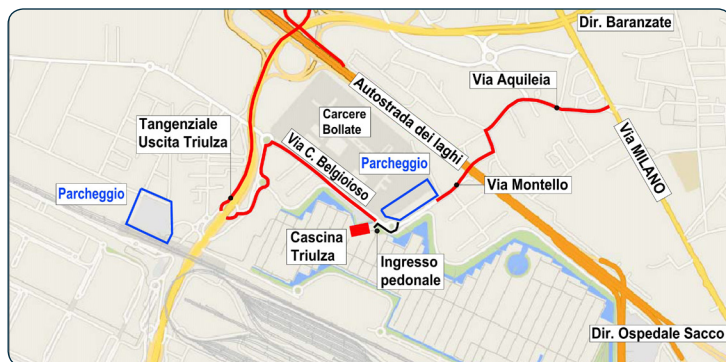 Dir. Baranzate
Via Aquileia
Autostrada dei laghi
Tangenziale
Uscita Triulza
Carcere
Bollate
Via MILANO
Via C. Belgioioso
Parcheggio
Parcheggio
Via Montello
Cascina
Triulza
Ingresso
pedonale
Dir. Ospedale Sacco